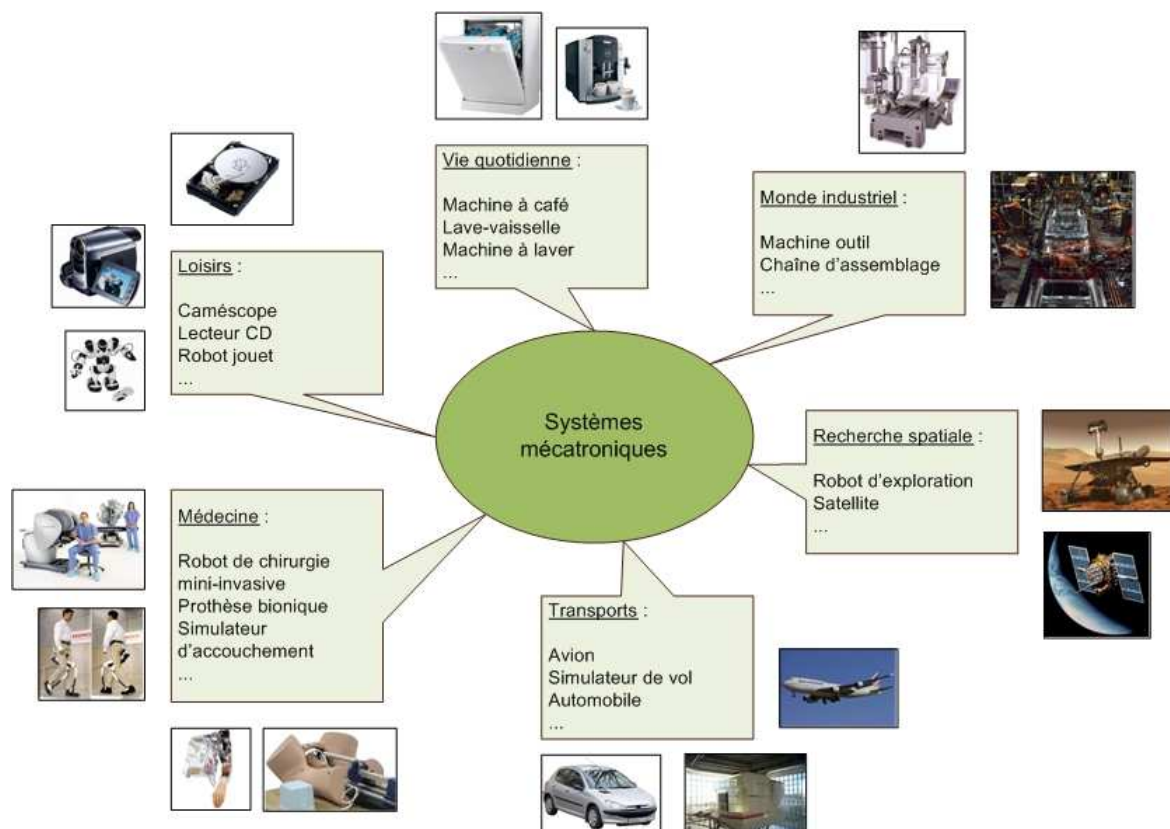 Vie quotidienne :
Machine à café
Lave-vaisselle
Machine à laver
...
Monde industriel :
Machine outil
Chaîne d'assemblage
...
Loisirs :
Caméscope
Lecteur CD
Robot jouet
...
Systèmes
mécatroniques
Recherche spatiale :
Robot d'exploration
Satellite
...
Médecine :
Robot de chirurgie
mini-invasive
Prothèse bionique
Simulateur
d'accouchement
...
Transports :
Avion
Simulateur de vol
Automobile
...